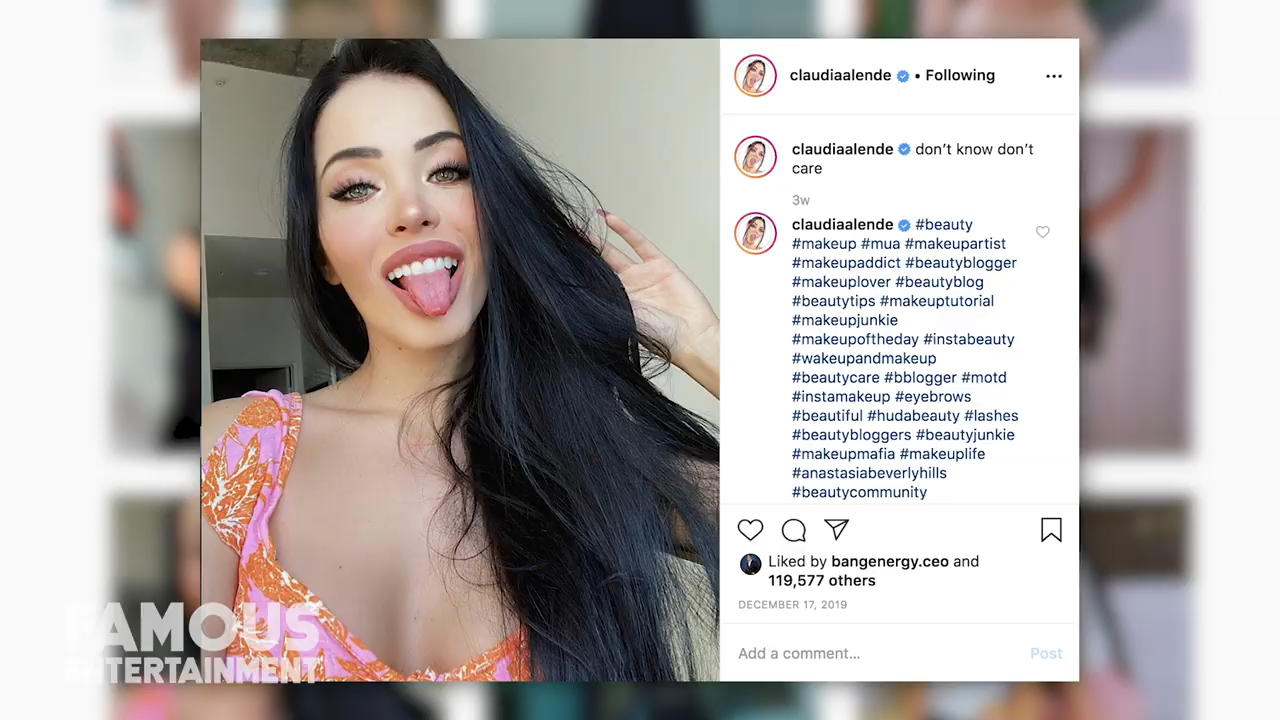 claudiaalende • Following
claudiaalende don’t know don’t
care
3w
claudiaalende #beauty
#makeup #mua #makeupartist
#makeupaddict #beautyblogger
#makeuplover #beautyblog
#beautytips #makeuptutorial
#makeupjunkie
#makeupoftheday #instabeauty
#wakeupandmakeup
#beautycare #bblogger #motd
#instamakeup #eyebrows
#beautiful #hudabeauty #lashes
#beautybloggers #beautyjunkie
#makeupmafia #makeuplife
#anastasiabeverlyhills
#beautycommunity
Liked by bangenergy.ceo and
119,577 others
DECEMBER 17, 2019
Add a comment...
Post
FAMOUS
ENTERTAINMENT